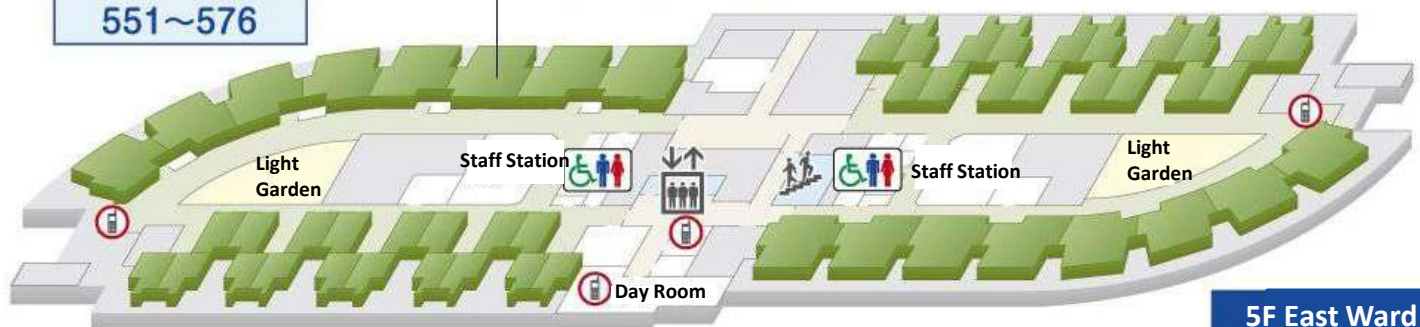 551～576
Light
Garden
Staff Station
Staff Station
Light
Garden
Day Room
5F East Ward